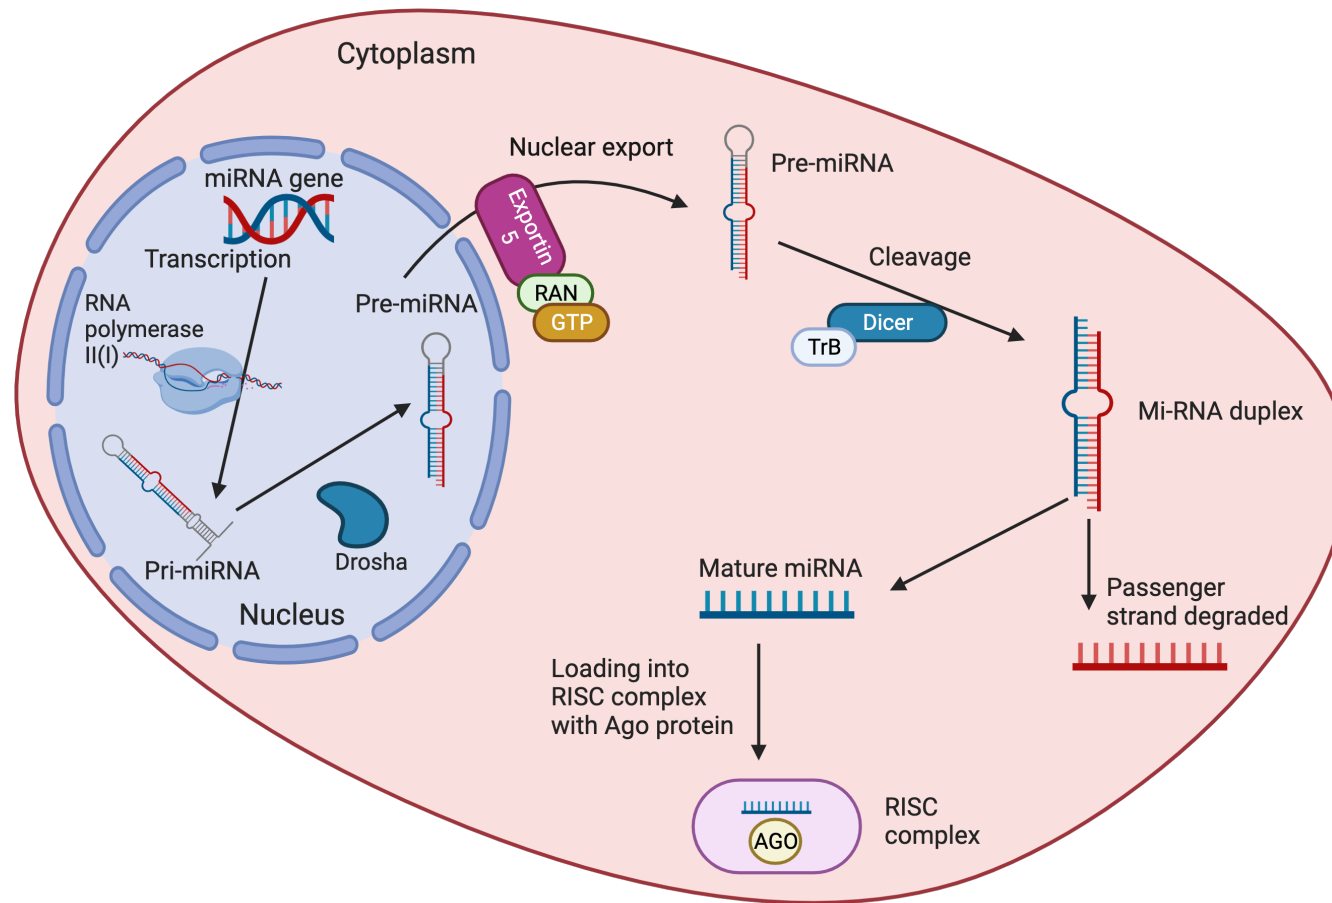 Cytoplasm
miRNA gene
Transcription
RNA
polymerase
II(I)
Pre-miRNA
Pri-miRNA
Drosha
Nucleus
Nuclear export
Exportin
5
RAN
GTP
Pre-miRNA
Cleavage
Dicer
TrB
Mi-RNA duplex
Mature miRNA
Passenger
strand degraded
Loading into
RISC complex
with Ago protein
AGO
RISC
complex